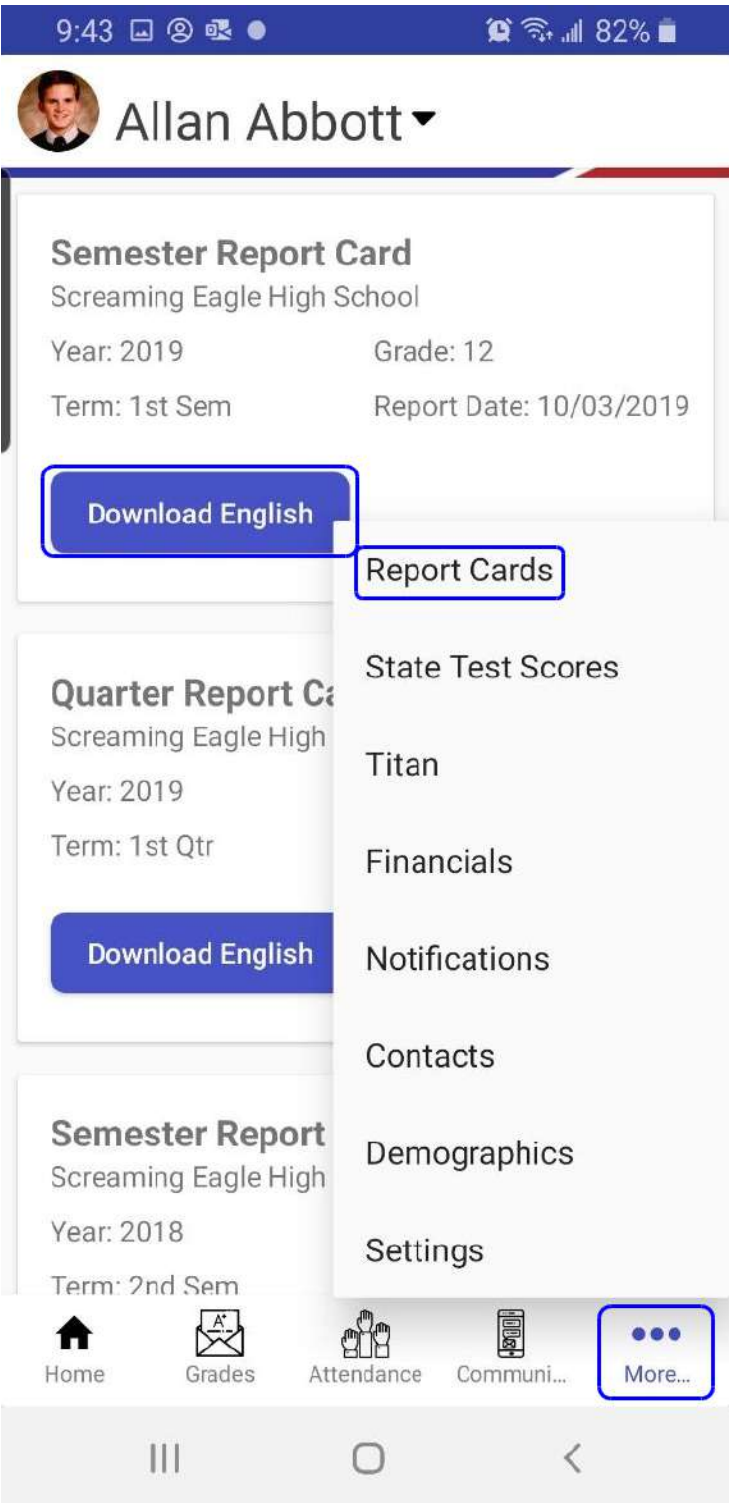 9:43 82%
Allan Abbott
Semester Report Card
Screaming Eagle High School
Year: 2019 Grade: 12
Term: 1st Sem Report Date: 10/03/2019
Download English
Report Cards
State Test Scores
Quarter Report Ca
Screaming Eagle High
Titan
Year: 2019
Term: 1st Qtr
Financials
Download English
Notifications
Contacts
Semester Report
Demographics
Screaming Eagle High
Year: 2018
Settings
Term: 2nd Sem
A+
Home Grades Attendance Communi... More...